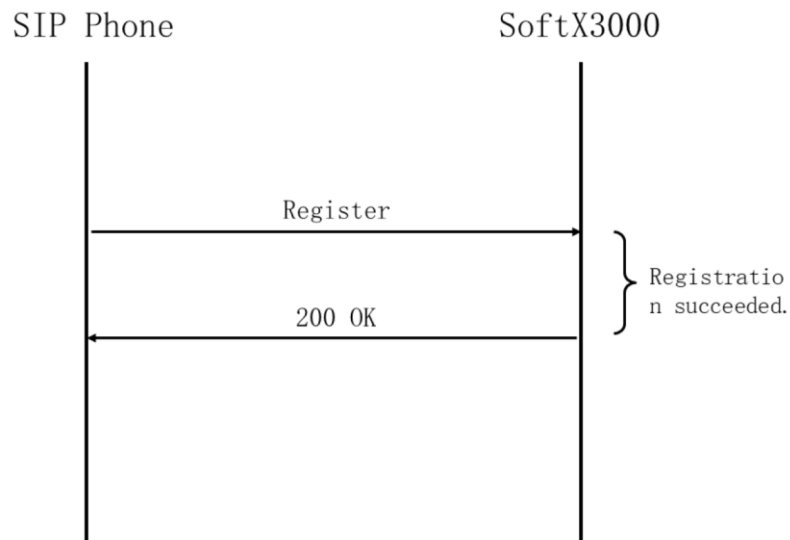 SIP Phone
SoftX3000
Register
Registratio
n succeeded.
200 OK